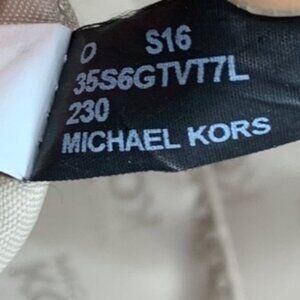 O S16
35S6GTVT7L
230
MICHAEL KORS